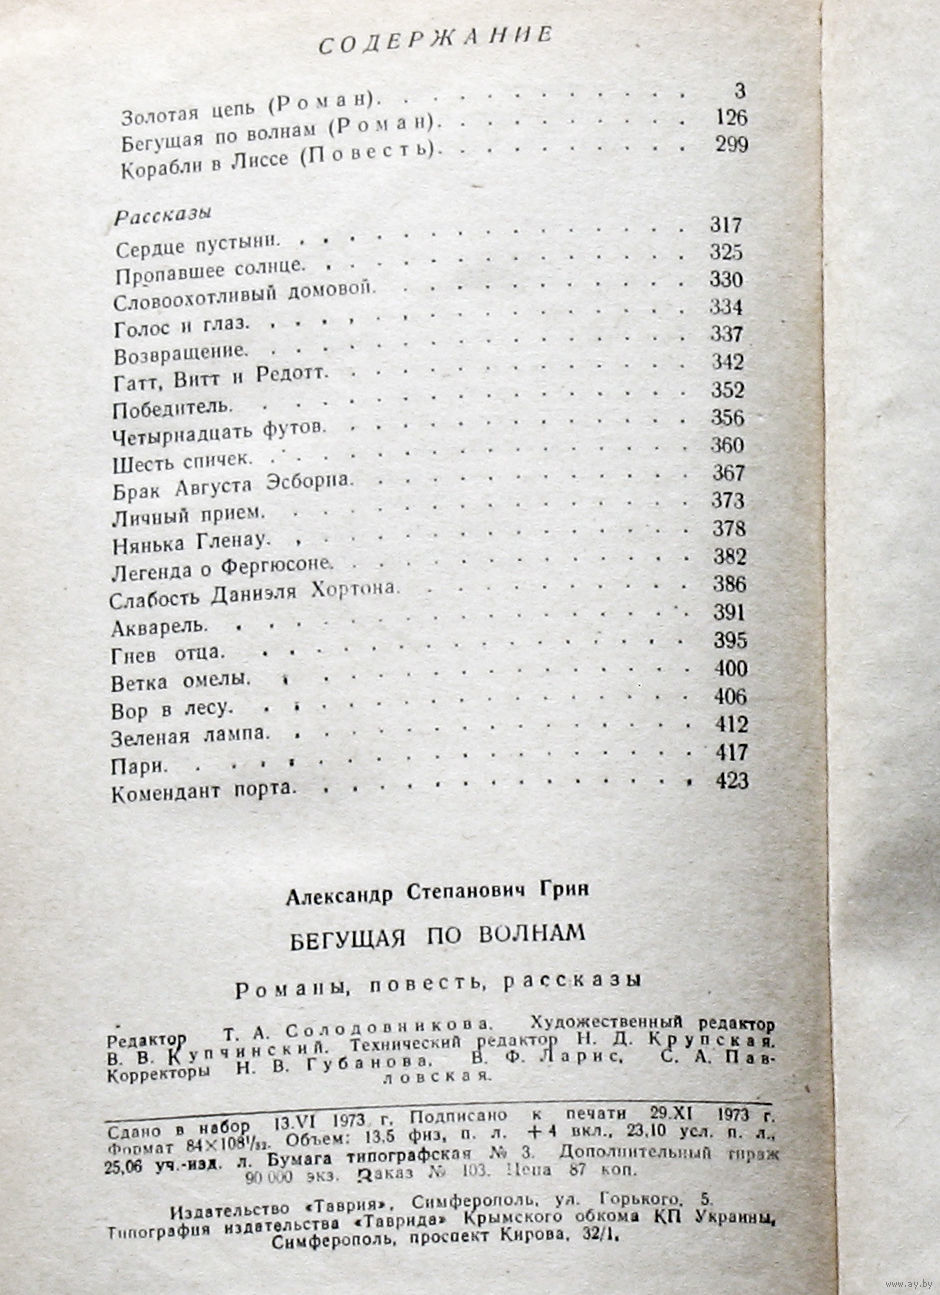 СОДЕРЖАНИЕ
Золотая цепь (Роман). . . . . . . . . . . . 3
Бегущая по волнам (Роман). . . . . . . . . . 126
Корабли в Лиссе (Повесть). . . . . . . . . . 299
Рассказы
Сердце пустыни. . . . . . . . . . . . . . . . 317
Пропавшее солнце. . . . . . . . . . . . . . . 325
Словоохотливый домовой. . . . . . . . . . . . 330
Голос и глаз. . . . . . . . . . . . . . . . . 334
Возвращение. . . . . . . . . . . . . . . . . 337
Гатт, Витт и Редотт. . . . . . . . . . . . . . 342
Победитель. . . . . . . . . . . . . . . . . . 352
Четырнадцать футов. . . . . . . . . . . . . . 356
Шесть спичек. . . . . . . . . . . . . . . . . 360
Брак Августа Эсборна. . . . . . . . . . . . . 367
Личный прием. . . . . . . . . . . . . . . . . 373
Нянька Гленау. . . . . . . . . . . . . . . . . 378
Легенда о Фергюсоне. . . . . . . . . . . . . . 382
Слабость Даниэля Хортона. . . . . . . . . . . 386
Акварель. . . . . . . . . . . . . . . . . . . 391
Гнев отца. . . . . . . . . . . . . . . . . . 395
Ветка омелы. . . . . . . . . . . . . . . . . 400
Вор в лесу. . . . . . . . . . . . . . . . . . 406
Зеленая лампа. . . . . . . . . . . . . . . . . 412
Пари. . . . . . . . . . . . . . . . . . . . . 417
Комендант порта. . . . . . . . . . . . . . . . 423
Александр Степанович Грин
БЕГУЩАЯ ПО ВОЛНАМ
Романы, повесть, рассказы
Редактор Т. А. Солодовникова. Художественный редактор
В. В. Купчинский. Технический редактор Н. Д. Крупская.
Корректоры Н. В. Губанова, В. Ф. Ларис, С. А. Пав-
ловская.
Сдано в набор 13.VI 1973 г. Подписано к печати 29.XI 1973 г.
Формат 84×108¹/₃₂. Объем: 13,5 физ, п. л. +4 вкл., 23,10 усл. п. л.,
25,06 уч.-изд. л. Бумага типографская № 3. Дополнительный тираж
90 000 экз. Заказ № 103. Цена 87 коп.
Издательство «Таврия», Симферополь, ул. Горького, 5.
Типография издательства «Таврида» Крымского обкома КП Украины,
Симферополь, проспект Кирова, 32/1.
www.ay.by